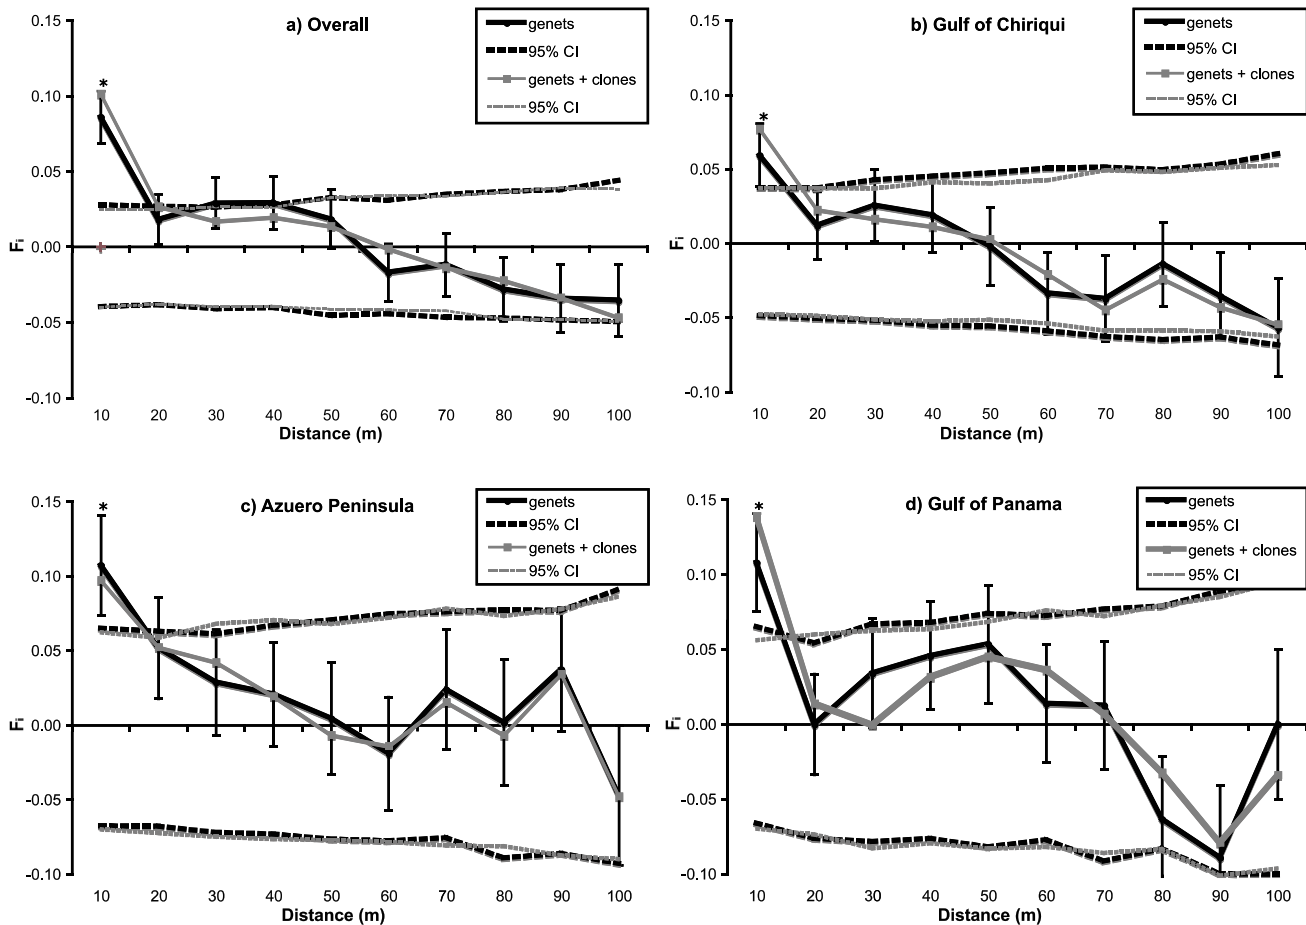 a) Overall
genets
95% CI
genets + clones
95% CI
0.15
0.10
0.05
0.00
-0.05
-0.10
Fi
*
10 20 30 40 50 60 70 80 90 100
Distance (m)
b) Gulf of Chiriqui
genets
95% CI
genets + clones
95% CI
0.15
0.10
0.05
0.00
-0.05
-0.10
*
10 20 30 40 50 60 70 80 90 100
Distance (m)
c) Azuero Peninsula
genets
95% CI
genets + clones
95% CI
0.15
0.10
0.05
0.00
-0.05
-0.10
Fi
*
10 20 30 40 50 60 70 80 90 100
Distance (m)
d) Gulf of Panama
genets
95% CI
genets + clones
95% CI
0.15
0.10
0.05
0.00
-0.05
-0.10
*
10 20 30 40 50 60 70 80 90 100
Distance (m)